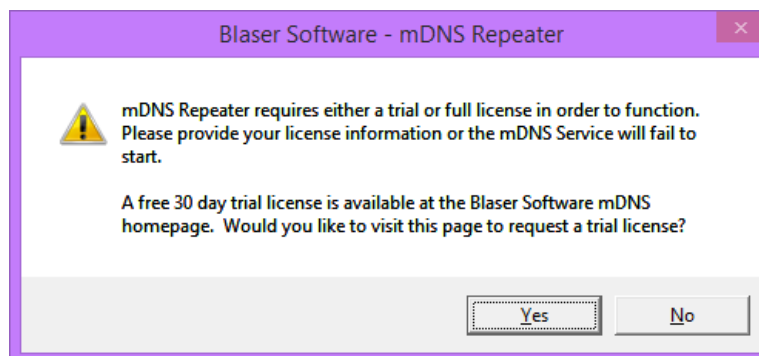 Blaser Software - mDNS Repeater
mDNS Repeater requires either a trial or full license in order to function.
Please provide your license information or the mDNS Service will fail to
start.
A free 30 day trial license is available at the Blaser Software mDNS
homepage.  Would you like to visit this page to request a trial license?
Yes
No